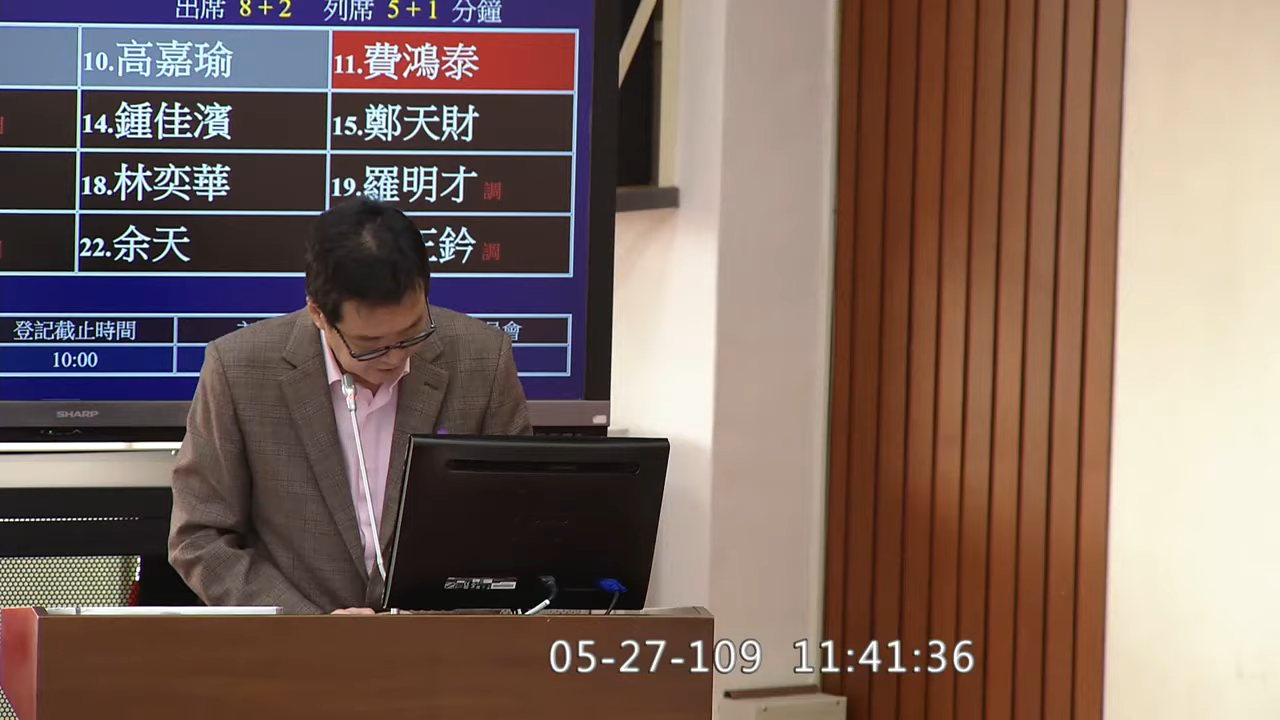 出席 8+2 列席 5+1 分鐘
10.高嘉瑜 11.費鴻泰
14.鍾佳濱 15.鄭天財
18.林奕華 19.羅明才 調
22.余天 鈐 調
登記截止時間 會
10:00
SHARP
05-27-109 11:41:36